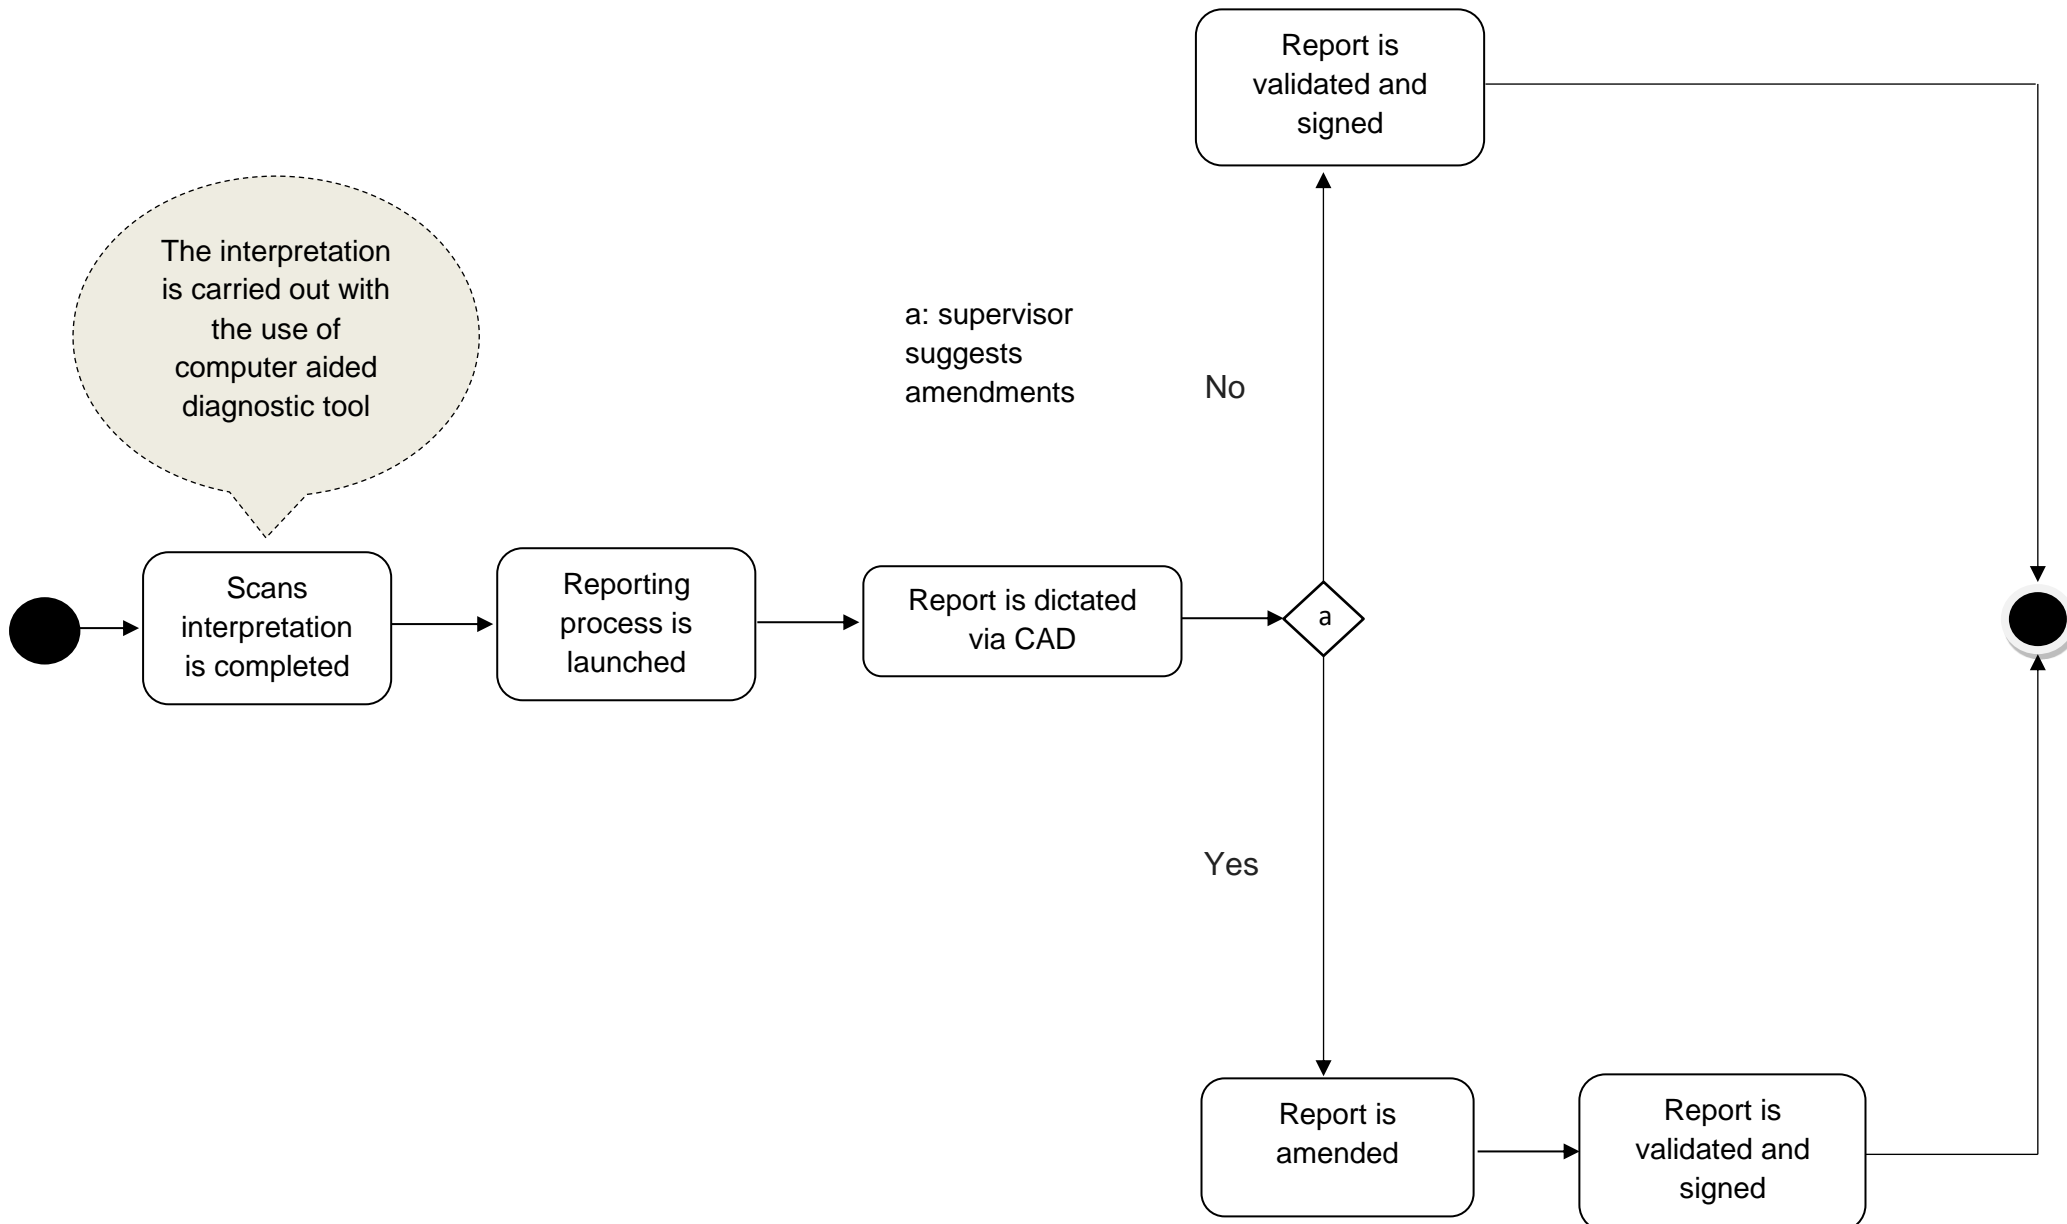 Report is
validated and
signed
The interpretation
is carried out with
the use of
computer aided
diagnostic tool
a: supervisor
suggests
amendments
No
Scans
interpretation
is completed
Reporting
process is
launched
Report is dictated
via CAD
a
Yes
Report is
amended
Report is
validated and
signed